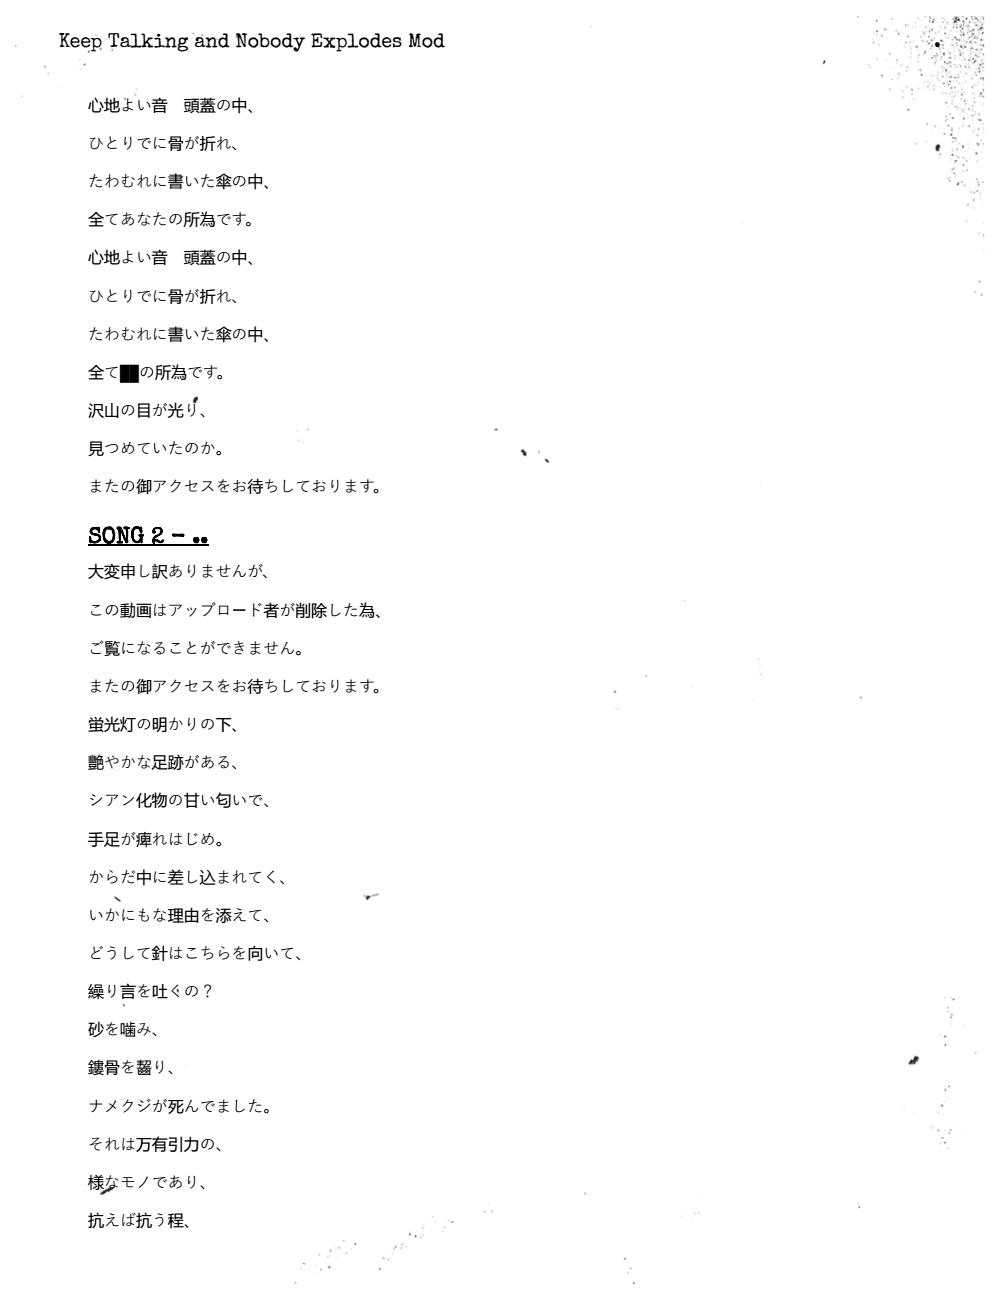 Keep Talking and Nobody Explodes Mod
心地よい音　頭蓋の中、
ひとりでに骨が折れ、
たわむれに書いた傘の中、
全てあなたの所為です。
心地よい音　頭蓋の中、
ひとりでに骨が折れ、
たわむれに書いた傘の中、
全て██の所為です。
沢山の目が光り、
見つめていたのか。
またの御アクセスをお待ちしております。
SONG 2 - ..
大変申し訳ありませんが、
この動画はアップロード者が削除した為、
ご覧になることができません。
またの御アクセスをお待ちしております。
蛍光灯の明かりの下、
艶やかな足跡がある、
シアン化物の甘い匂いで、
手足が痺れはじめ。
からだ中に差し込まれてく、
いかにもな理由を添えて、
どうして針はこちらを向いて、
繰り言を吐くの？
砂を噛み、
鏤骨を齧り、
ナメクジが死んでました。
それは万有引力の、
様なモノであり、
抗えば抗う程、